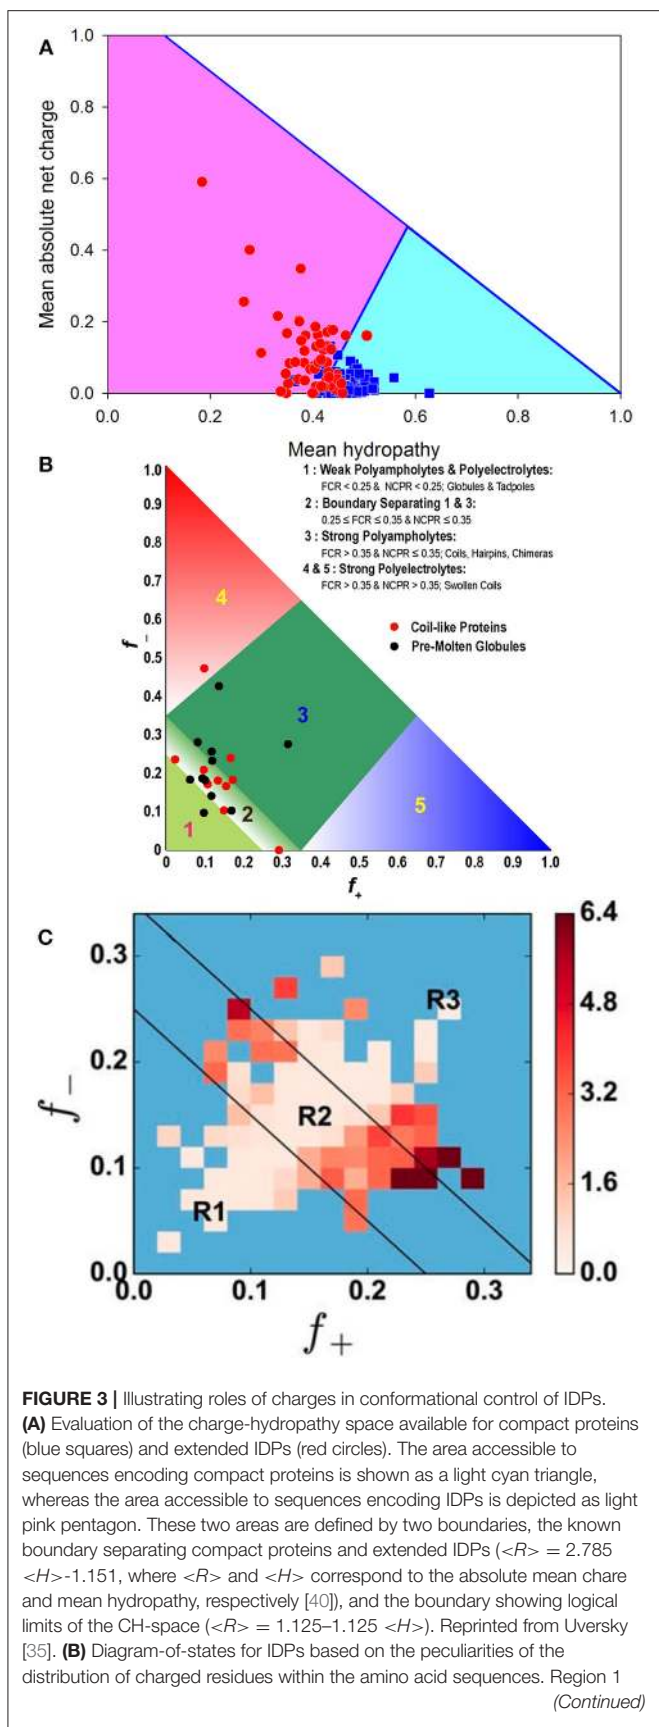 A
1.0
0.8
0.6
0.4
0.2
0.0
Mean absolute net charge
0.0 0.2 0.4 0.6 0.8 1.0
Mean hydropathy
B
1 : Weak Polyampholytes & Polyelectrolytes:
FCR < 0.25 & NCPR < 0.25; Globules & Tadpoles
2 : Boundary Separating 1 & 3:
0.25 ≤ FCR ≤ 0.35 & NCPR ≤ 0.35
3 : Strong Polyampholytes:
FCR > 0.35 & NCPR ≤ 0.35; Coils, Hairpins, Chimeras
4 & 5 : Strong Polyelectrolytes:
FCR > 0.35 & NCPR > 0.35; Swollen Coils
Coil-like Proteins
Pre-Molten Globules
1.0
0.9
0.8
0.7
0.6
0.5
0.4
0.3
0.2
0.1
0
f_
4
3
2
1
5
0 0.1 0.2 0.3 0.4 0.5 0.6 0.7 0.8 0.9 1.0
f+
C
0.3
0.2
0.1
0.0
f_
R3
R2
R1
0.0 0.1 0.2 0.3
f+
6.4
4.8
3.2
1.6
0.0
FIGURE 3 | Illustrating roles of charges in conformational control of IDPs.
(A) Evaluation of the charge-hydropathy space available for compact proteins
(blue squares) and extended IDPs (red circles). The area accessible to
sequences encoding compact proteins is shown as a light cyan triangle,
whereas the area accessible to sequences encoding IDPs is depicted as light
pink pentagon. These two areas are defined by two boundaries, the known
boundary separating compact proteins and extended IDPs (<R> = 2.785
<H>-1.151, where <R> and <H> correspond to the absolute mean chare
and mean hydropathy, respectively [40]), and the boundary showing logical
limits of the CH-space (<R> = 1.125–1.125 <H>). Reprinted from Uversky
[35]. (B) Diagram-of-states for IDPs based on the peculiarities of the
distribution of charged residues within the amino acid sequences. Region 1
(Continued)